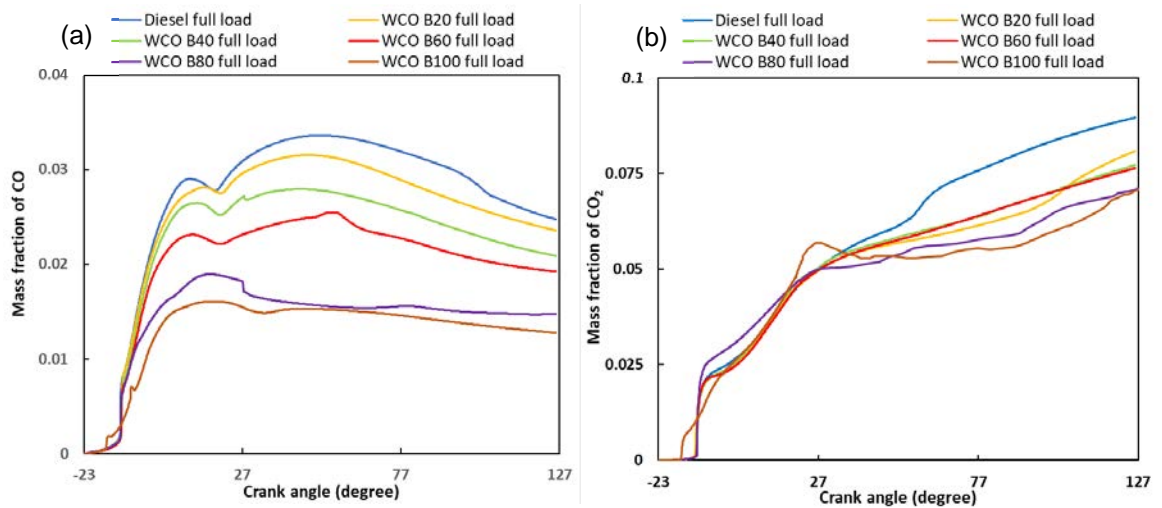 (a)
Diesel full load
WCO B20 full load
WCO B40 full load
WCO B60 full load
WCO B80 full load
WCO B100 full load
0.04
0.03
0.02
0.01
0
Mass fraction of CO
-23
27
77
127
Crank angle (degree)
(b)
Diesel full load
WCO B20 full load
WCO B40 full load
WCO B60 full load
WCO B80 full load
WCO B100 full load
0.1
0.075
0.05
0.025
0
Mass fraction of CO₂
-23
27
77
127
Crank angle (degree)